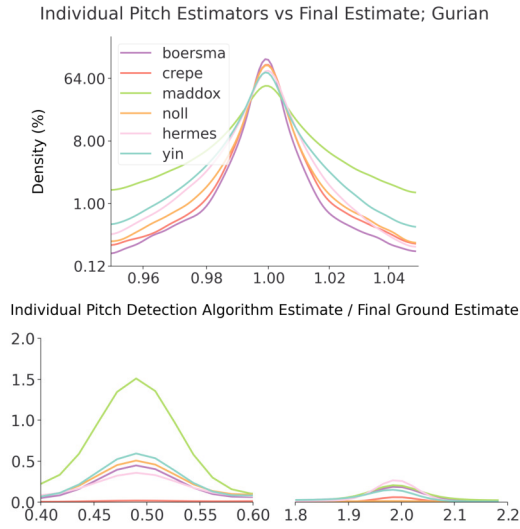 Individual Pitch Estimators vs Final Estimate; Gurian
boersma
crepe
maddox
noll
hermes
yin
Density (%)
64.00
8.00
1.00
0.12
0.96 0.98 1.00 1.02 1.04
Individual Pitch Detection Algorithm Estimate / Final Ground Estimate
2.0
1.5
1.0
0.5
0.0
0.40 0.45 0.50 0.55 0.60 1.8 1.9 2.0 2.1 2.2